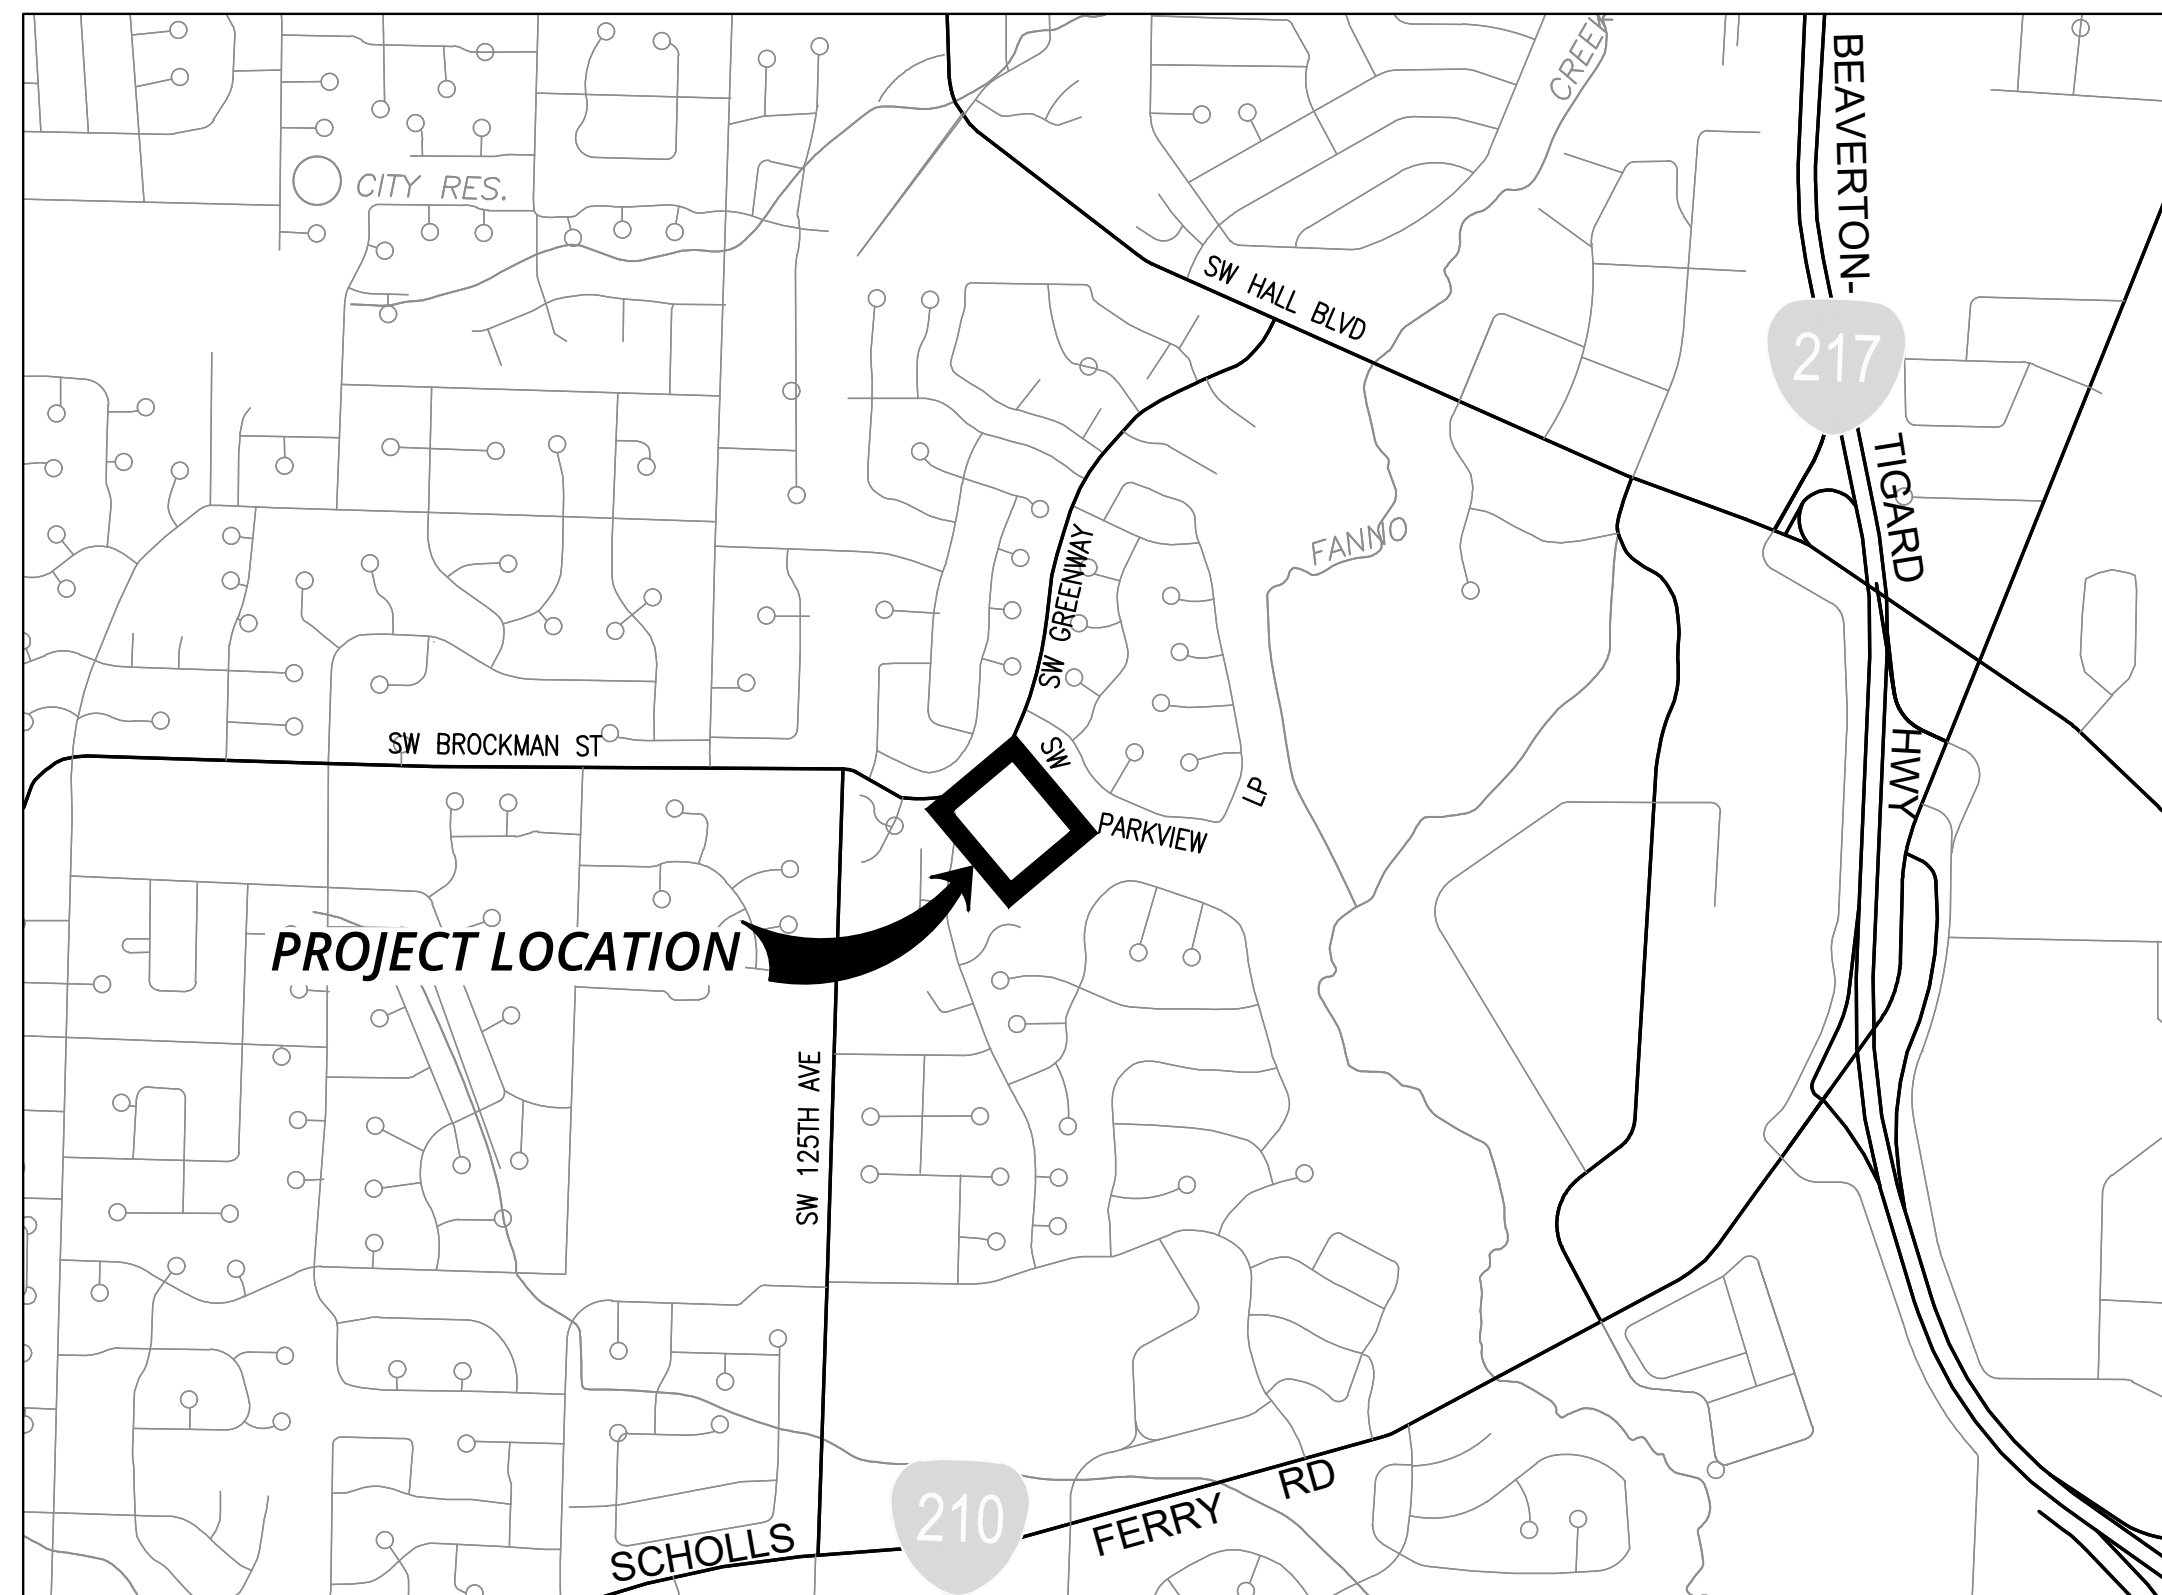 CREEK
BEAVERTON-
CITY RES.
SW HALL BLVD
217
TIGARD
FANNO
SW GREENWAY
SW BROCKMAN ST
SW
HWY
LP
PARKVIEW
PROJECT LOCATION
SW 125TH AVE
RD
210
FERRY
SCHOLLS